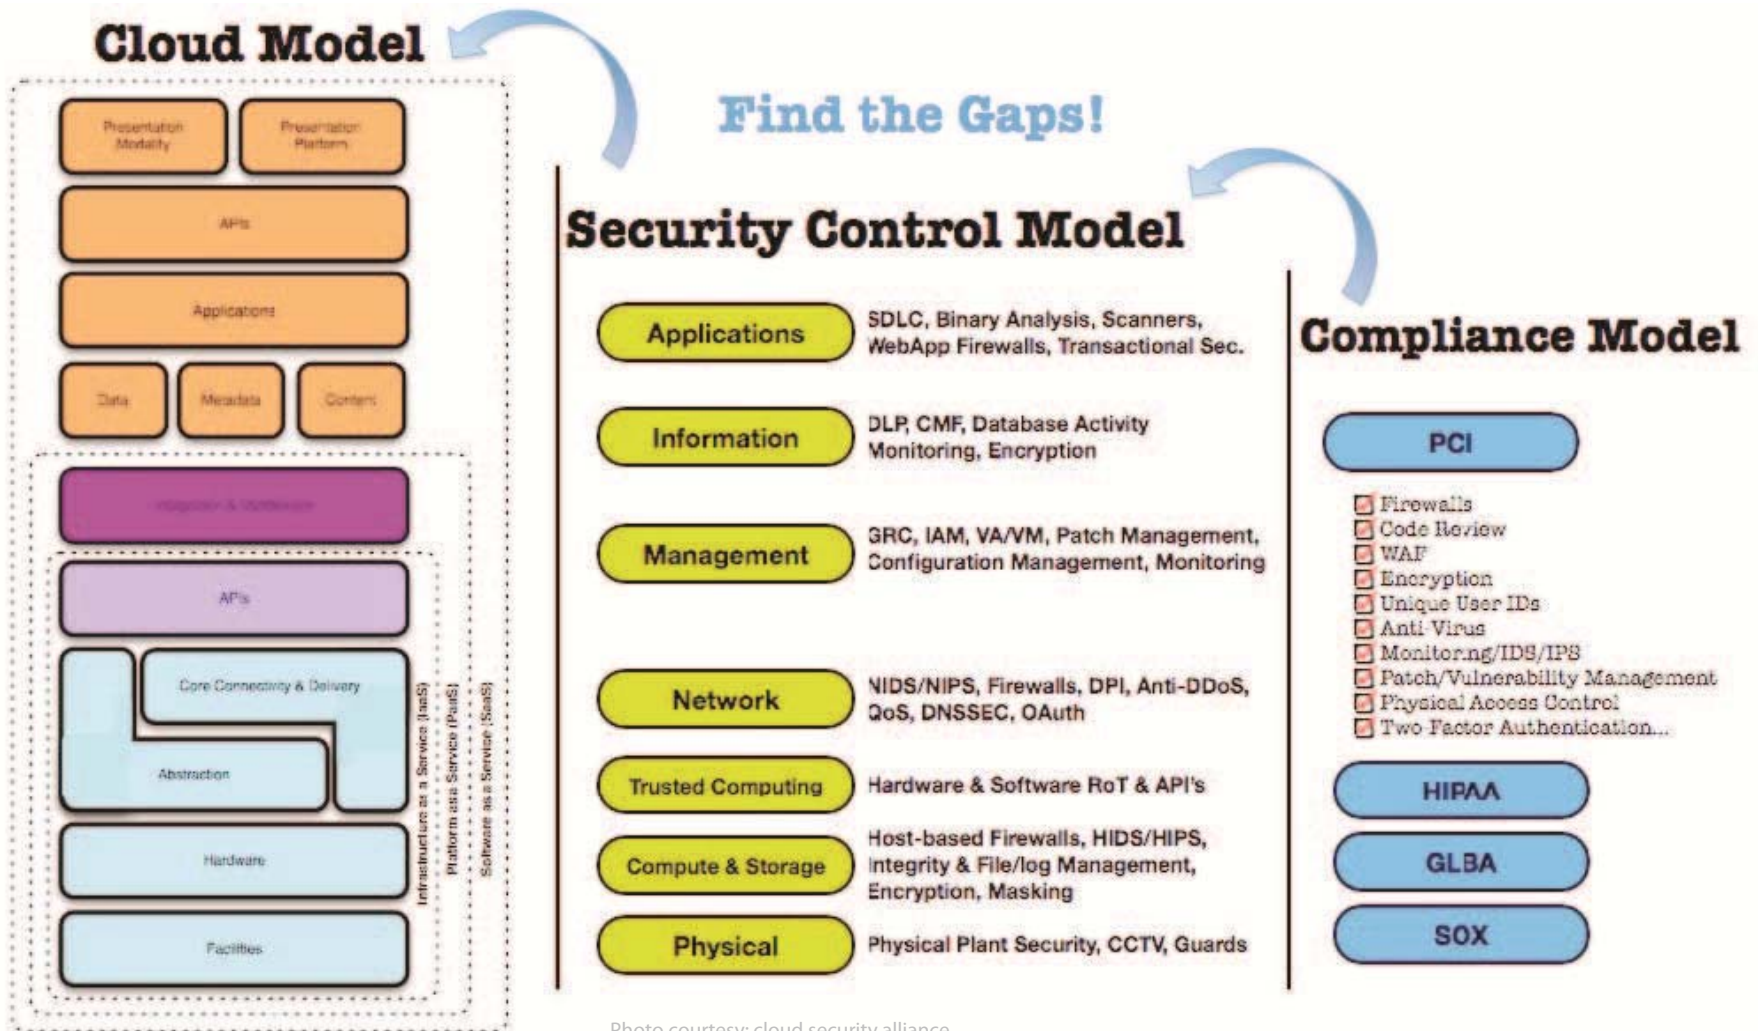 Cloud Model
Presentation
Modality
Presentation
Platform
APIs
Applications
Data
Metadata
Content
Integration & Middleware
APIs
Core Connectivity & Delivery
Abstraction
Hardware
Facilities
Infrastructure as a Service (IaaS)
Platform asa Service (PaaS)
Software as a Service (SaaS)
Find the Gaps!
Security Control Model
Applications
SDLC, Binary Analysis, Scanners,
WebApp Firewalls, Transactional Sec.
Information
DLP, CMF, Database Activity
Monitoring, Encryption
Management
GRC, IAM, VA/VM, Patch Management,
Configuration Management, Monitoring
Network
NIDS/NIPS, Firewalls, DPI, Anti-DDoS,
QoS, DNSSEC, OAuth
Trusted Computing
Hardware & Software RoT & API's
Compute & Storage
Host-based Firewalls, HIDS/HIPS,
Integrity & File/log Management,
Encryption, Masking
Physical
Physical Plant Security, CCTV, Guards
Compliance Model
PCI
Firewalls
Code Review
WAF
Encryption
Unique User IDs
Anti-Virus
Monitoring/IDS/IPS
Patch/Vulnerability Management
Physical Access Control
Two-Factor Authentication...
HIPAA
GLBA
SOX
Photo courtesy: cloud security alliance